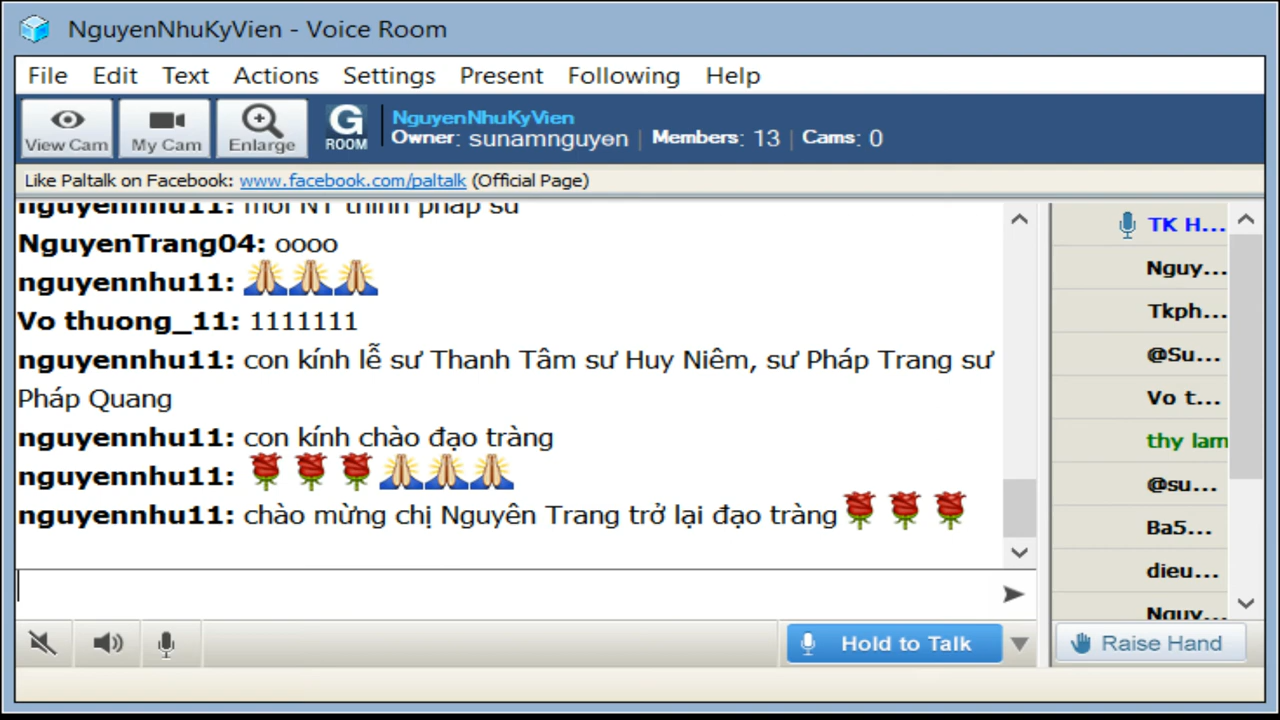 NguyenNhuKyVien - Voice Room
File Edit Text Actions Settings Present Following Help
View Cam My Cam Enlarge G ROOM
NguyenNhuKyVien
Owner: sunamnguyen | Members: 13 | Cams: 0
Like Paltalk on Facebook: www.facebook.com/paltalk (Official Page)
nguyennhu11: mời NT thỉnh pháp sư
NguyenTrang04: oooo
nguyennhu11:
Vo thuong_11: 1111111
nguyennhu11: con kính lễ sư Thanh Tâm sư Huy Niêm, sư Pháp Trang sư
Pháp Quang
nguyennhu11: con kính chào đạo tràng
nguyennhu11:
nguyennhu11: chào mừng chị Nguyên Trang trở lại đạo tràng
TK H...
Nguy...
Tkph...
@Su...
Vo t...
thy lam
@su...
Ba5...
dieu...
Nguy...
Hold to Talk
Raise Hand